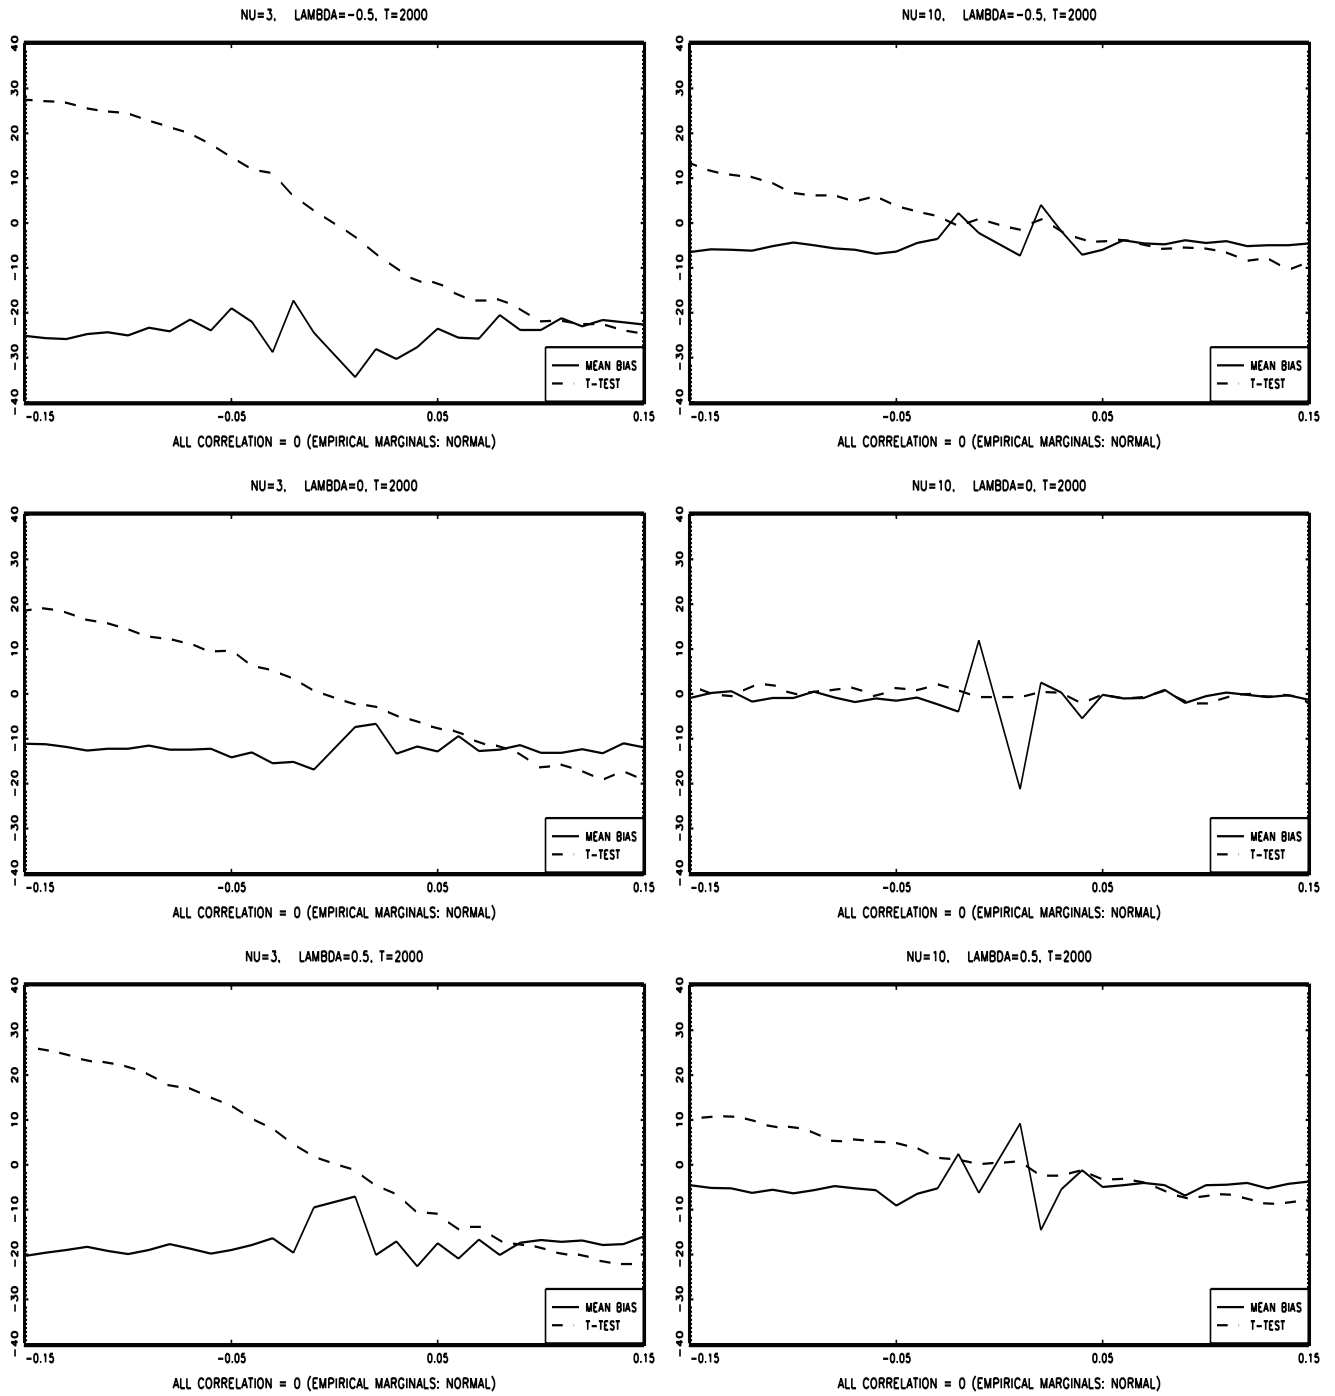 NU=3, LAMBDA=-0.5, T=2000
40
30
20
10
0
-10
-20
-30
-40
-0.15 -0.05 0.05 0.15
MEAN BIAS
T-TEST
ALL CORRELATION = 0 (EMPIRICAL MARGINALS: NORMAL)
NU=10, LAMBDA=-0.5, T=2000
40
30
20
10
0
-10
-20
-30
-40
-0.15 -0.05 0.05 0.15
MEAN BIAS
T-TEST
ALL CORRELATION = 0 (EMPIRICAL MARGINALS: NORMAL)
NU=3, LAMBDA=0, T=2000
40
30
20
10
0
-10
-20
-30
-40
-0.15 -0.05 0.05 0.15
MEAN BIAS
T-TEST
ALL CORRELATION = 0 (EMPIRICAL MARGINALS: NORMAL)
NU=10, LAMBDA=0, T=2000
40
30
20
10
0
-10
-20
-30
-40
-0.15 -0.05 0.05 0.15
MEAN BIAS
T-TEST
ALL CORRELATION = 0 (EMPIRICAL MARGINALS: NORMAL)
NU=3, LAMBDA=0.5, T=2000
40
30
20
10
0
-10
-20
-30
-40
-0.15 -0.05 0.05 0.15
MEAN BIAS
T-TEST
ALL CORRELATION = 0 (EMPIRICAL MARGINALS: NORMAL)
NU=10, LAMBDA=0.5, T=2000
40
30
20
10
0
-10
-20
-30
-40
-0.15 -0.05 0.05 0.15
MEAN BIAS
T-TEST
ALL CORRELATION = 0 (EMPIRICAL MARGINALS: NORMAL)